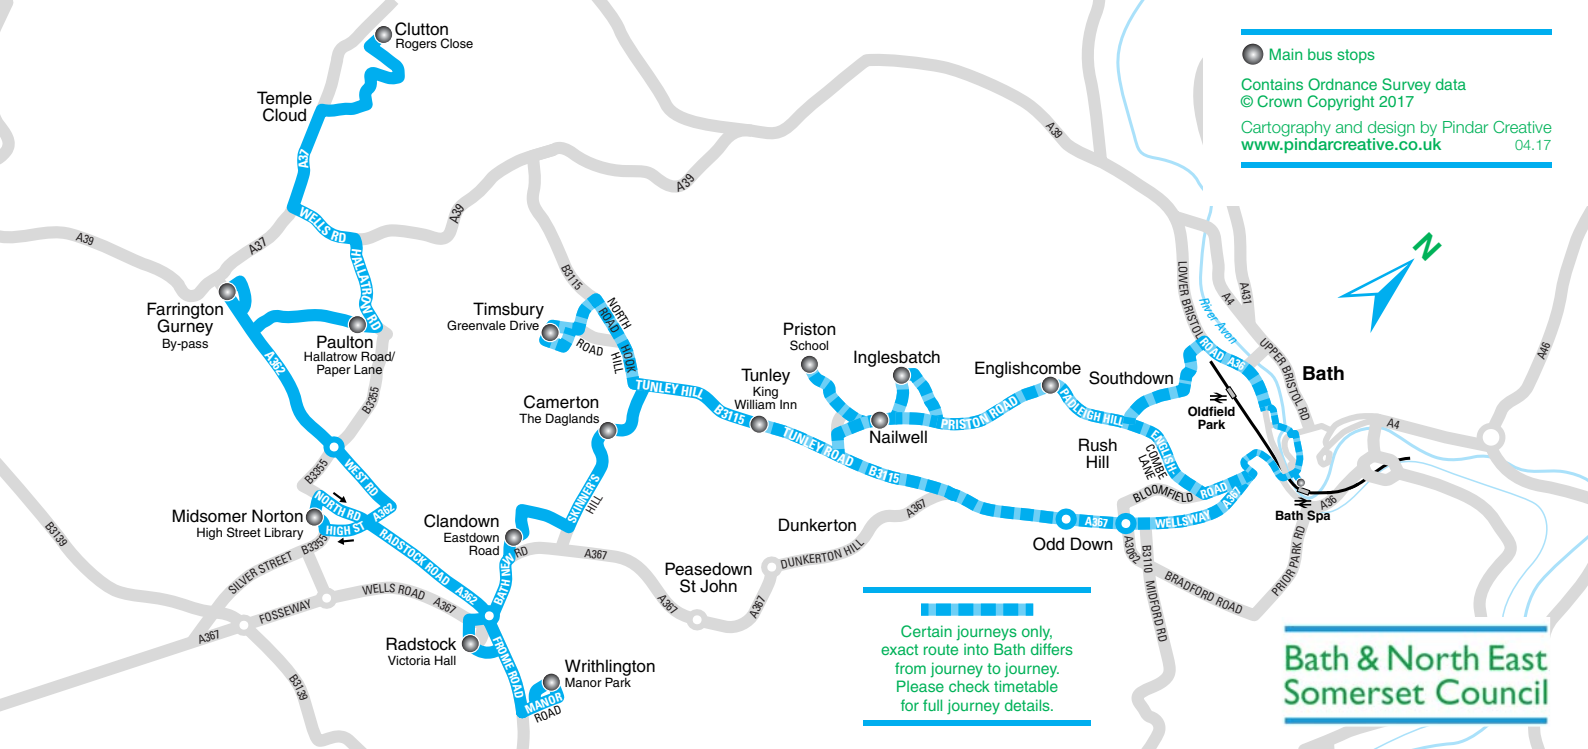 Clutton
Rogers Close
Temple
Cloud
A37
WELLS RD
HALLATROW RD
A39
A37
A39
A39
A39
Farrington
Gurney
By-pass
Paulton
Hallatrow Road/
Paper Lane
A362
B3355
B3355
WEST RD
A362
NORTH RD
HIGH ST
Midsomer Norton
High Street Library
B3355
SILVER STREET
B3139
FOSSEWAY
A367
WELLS ROAD
A367
B3139
RADSTOCK ROAD
A362
Radstock
Victoria Hall
FROME ROAD
Writhlington
Manor Park
MANOR
ROAD
Clandown
Eastdown
Road
BATH NEW
RD
SKINNER'S
HILL
Camerton
The Daglands
Timsbury
Greenvale Drive
B3115
NORTH
ROAD
ROAD
HOOK
HILL
TUNLEY HILL
B3115
Tunley
King
William Inn
TUNLEY ROAD
B3115
Priston
School
Inglesbatch
Nailwell
PRISTON ROAD
Englishcombe
PADLEIGH HILL
Southdown
Rush
Hill
ENGLISH-
COMBE
LANE
BLOOMFIELD
ROAD
A367
WELLSWAY
A367
Odd Down
A3062
B3110
MIDFORD RD
BRADFORD ROAD
PRIOR PARK RD
A367
Peasedown
St John
A367
A367
DUNKERTON HILL
Dunkerton
A367
LOWER BRISTOL
ROAD
A36
River Avon
A4
A431
UPPER BRISTOL RD
Bath
Oldfield
Park
Bath Spa
A36
A4
A46
N
Main bus stops
Contains Ordnance Survey data
© Crown Copyright 2017
Cartography and design by Pindar Creative
www.pindarcreative.co.uk
04.17
Certain journeys only,
exact route into Bath differs
from journey to journey.
Please check timetable
for full journey details.
Bath & North East
Somerset Council